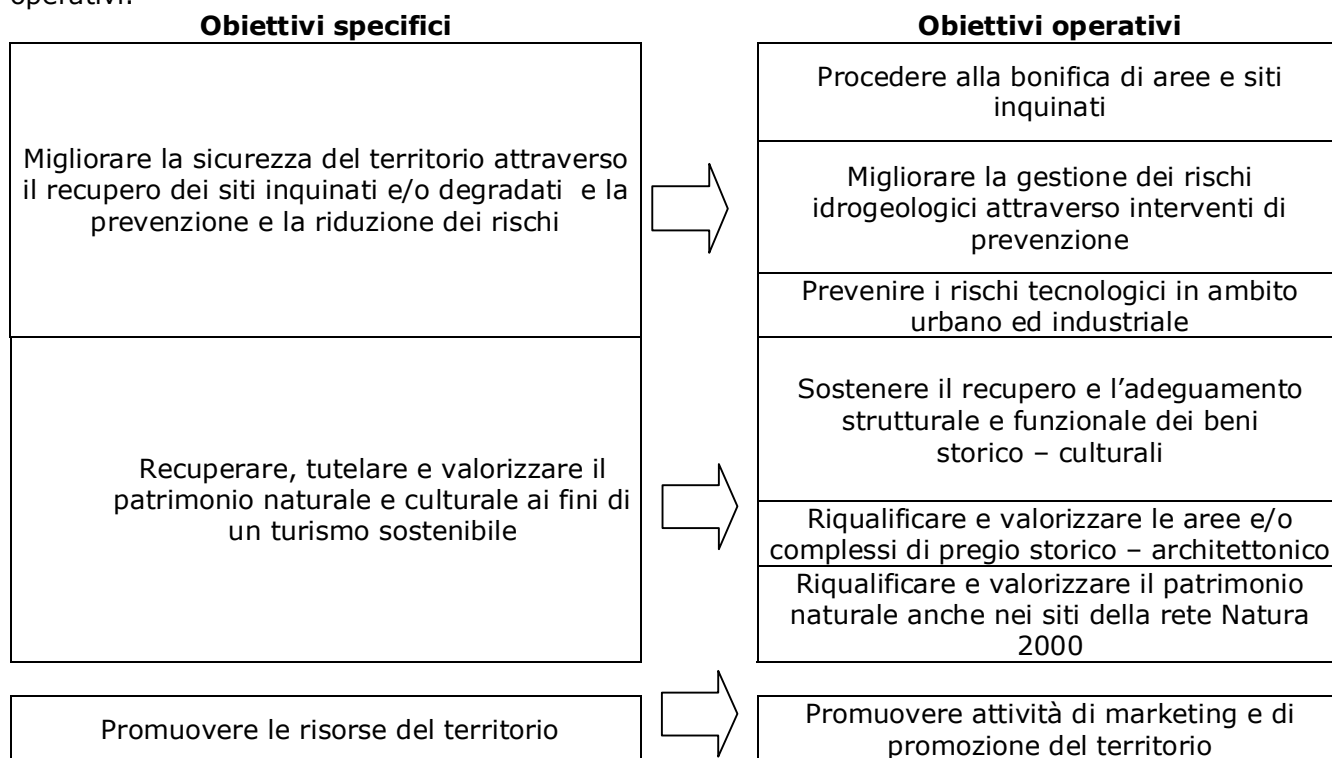 operativi.
Obiettivi specifici
Obiettivi operativi
Migliorare la sicurezza del territorio attraverso
il recupero dei siti inquinati e/o degradati e la
prevenzione e la riduzione dei rischi
Procedere alla bonifica di aree e siti
inquinati
Migliorare la gestione dei rischi
idrogeologici attraverso interventi di
prevenzione
Prevenire i rischi tecnologici in ambito
urbano ed industriale
Recuperare, tutelare e valorizzare il
patrimonio naturale e culturale ai fini di
un turismo sostenibile
Sostenere il recupero e l’adeguamento
strutturale e funzionale dei beni
storico – culturali
Riqualificare e valorizzare le aree e/o
complessi di pregio storico – architettonico
Riqualificare e valorizzare il patrimonio
naturale anche nei siti della rete Natura
2000
Promuovere le risorse del territorio
Promuovere attività di marketing e di
promozione del territorio